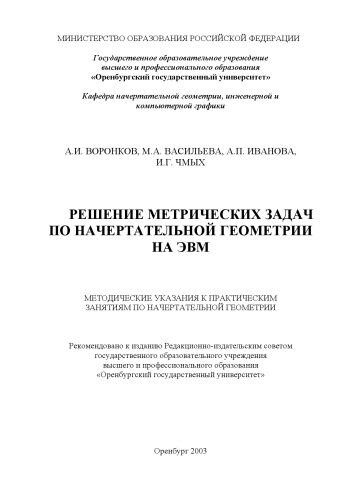 МИНИСТЕРСТВО ОБРАЗОВАНИЯ РОССИЙСКОЙ ФЕДЕРАЦИИ
Государственное образовательное учреждение
высшего и профессионального образования
«Оренбургский государственный университет»
Кафедра начертательной геометрии, инженерной и
компьютерной графики
А.И. ВОРОНКОВ, М.А. ВАСИЛЬЕВА, А.П. ИВАНОВА,
И.Г. ЧМЫХ
РЕШЕНИЕ МЕТРИЧЕСКИХ ЗАДАЧ
ПО НАЧЕРТАТЕЛЬНОЙ ГЕОМЕТРИИ
НА ЭВМ
МЕТОДИЧЕСКИЕ УКАЗАНИЯ К ПРАКТИЧЕСКИМ
ЗАНЯТИЯМ ПО НАЧЕРТАТЕЛЬНОЙ ГЕОМЕТРИИ
Рекомендовано к изданию Редакционно-издательским советом
государственного образовательного учреждения
высшего и профессионального образования
«Оренбургский государственный университет»
Оренбург 2003